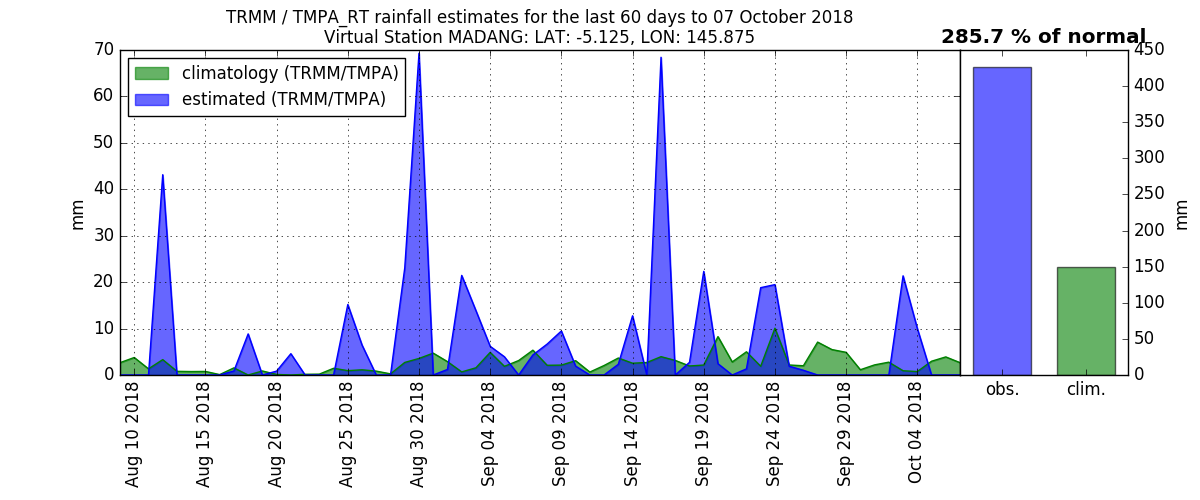 TRMM / TMPA_RT rainfall estimates for the last 60 days to 07 October 2018
Virtual Station MADANG: LAT: -5.125, LON: 145.875
285.7 % of normal
climatology (TRMM/TMPA)
estimated (TRMM/TMPA)
mm
70
60
50
40
30
20
10
0
Aug 10 2018
Aug 15 2018
Aug 20 2018
Aug 25 2018
Aug 30 2018
Sep 04 2018
Sep 09 2018
Sep 14 2018
Sep 19 2018
Sep 24 2018
Sep 29 2018
Oct 04 2018
obs.
clim.
450
400
350
300
250
200
150
100
50
0
mm